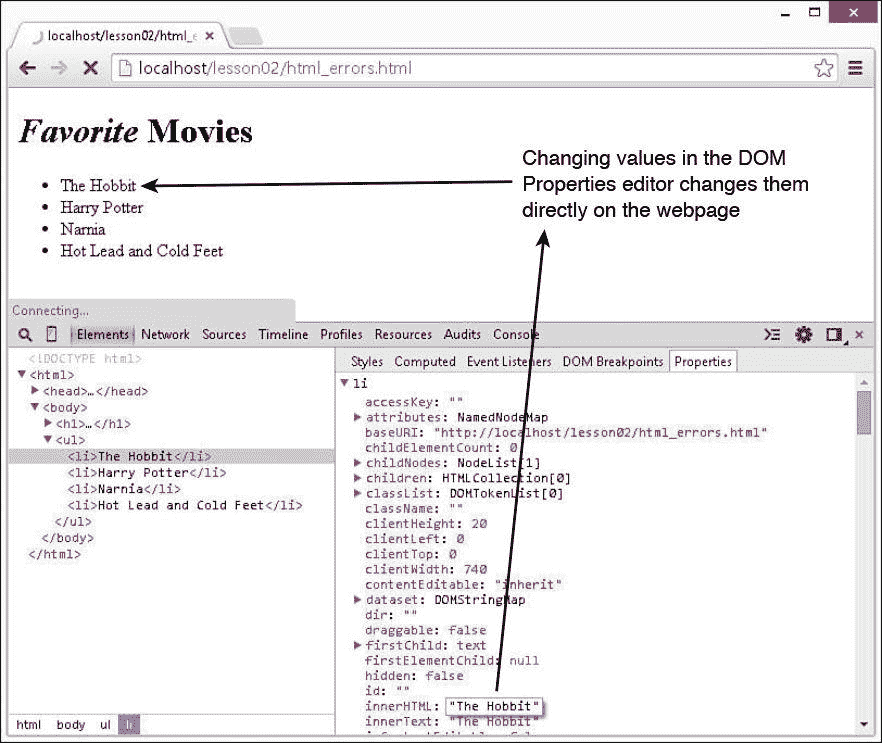 localhost/lesson02/html_e
localhost/lesson02/html_errors.html
Favorite Movies
The Hobbit
Harry Potter
Narnia
Hot Lead and Cold Feet
Changing values in the DOM
Properties editor changes them
directly on the webpage
Connecting...
Elements Network Sources Timeline Profiles Resources Audits Console
<!DOCTYPE html>
<html>
<head>…</head>
<body>
<h1>…</h1>
<ul>
<li>The Hobbit</li>
<li>Harry Potter</li>
<li>Narnia</li>
<li>Hot Lead and Cold Feet</li>
</ul>
</body>
</html>
html body ul li
Styles Computed Event Listeners DOM Breakpoints Properties
li
accessKey: ""
attributes: NamedNodeMap
baseURI: "http://localhost/lesson02/html_errors.html"
childElementCount: 0
childNodes: NodeList[1]
children: HTMLCollection[0]
classList: DOMTokenList[0]
className: ""
clientHeight: 20
clientLeft: 0
clientTop: 0
clientWidth: 740
contentEditable: "inherit"
dataset: DOMStringMap
dir: ""
draggable: false
firstChild: text
firstElementChild: null
hidden: false
id: ""
innerHTML: "The Hobbit"
innerText: "The Hobbit"